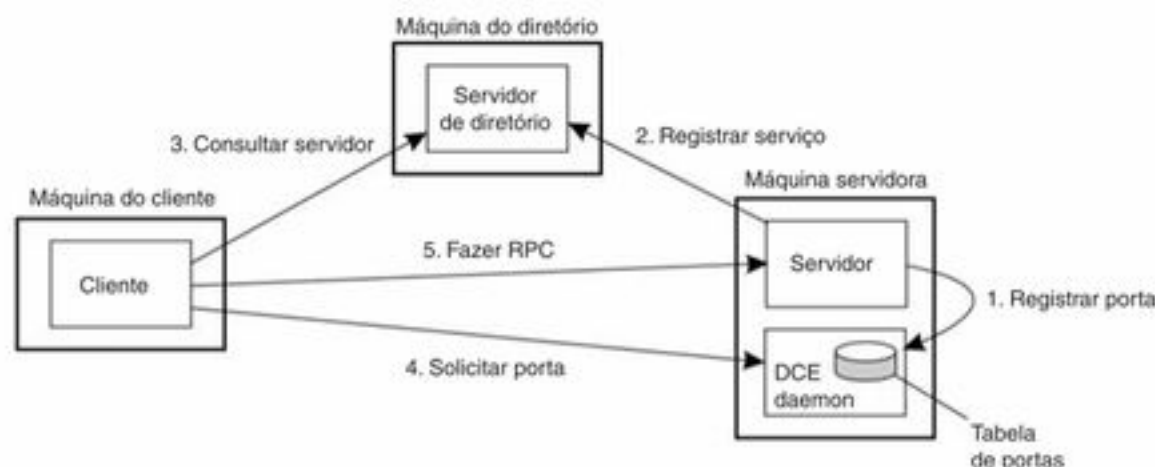 Máquina do diretório
Servidor
de diretório
3. Consultar servidor
2. Registrar serviço
Máquina do cliente
Máquina servidora
Cliente
5. Fazer RPC
Servidor
1. Registrar porta
4. Solicitar porta
DCE
daemon
Tabela
de portas